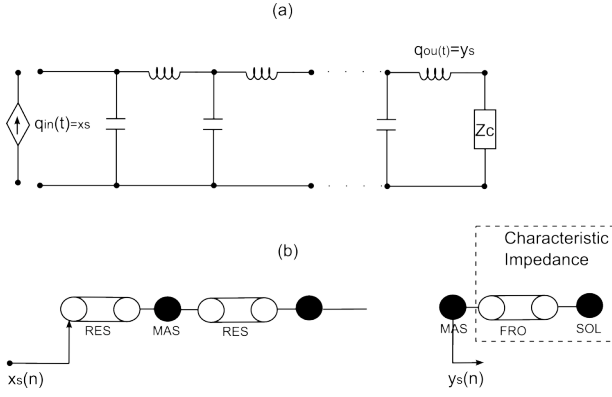 (a)
qou(t)=ys
qin(t)=xs
Zc
(b)
Characteristic
Impedance
RES MAS RES MAS FRO SOL
xs(n) ys(n)